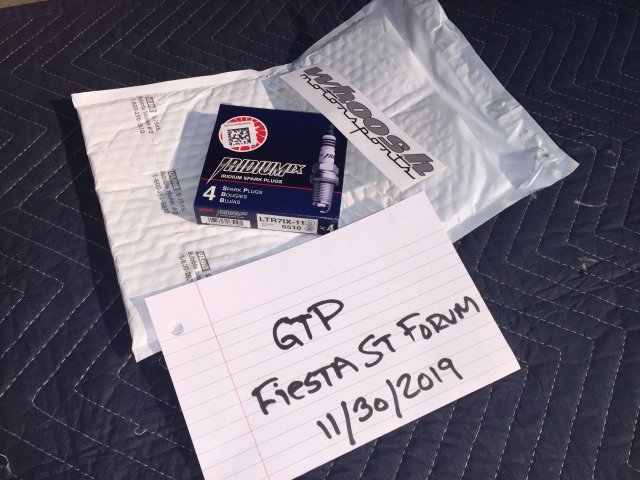 Whoosh
motorsports
IRIDIUM IX
IRIDIUM SPARK PLUGS
4
SPARK PLUGS
BOUGIES
BUJIAS
LTR7IX-11
6510
x 4
GTP
FIESTA ST FORUM
11/30/2019